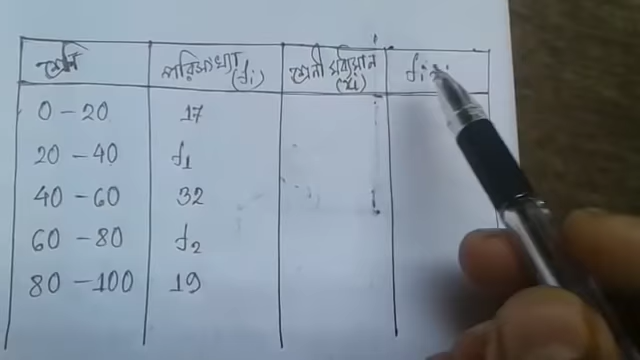 শ্রেণি পরিসংখ্যা (fi) শ্রেণী মধ্যমান (xi) fixi
0 – 20 17
20 – 40 f1
40 – 60 32
60 – 80 f2
80 – 100 19